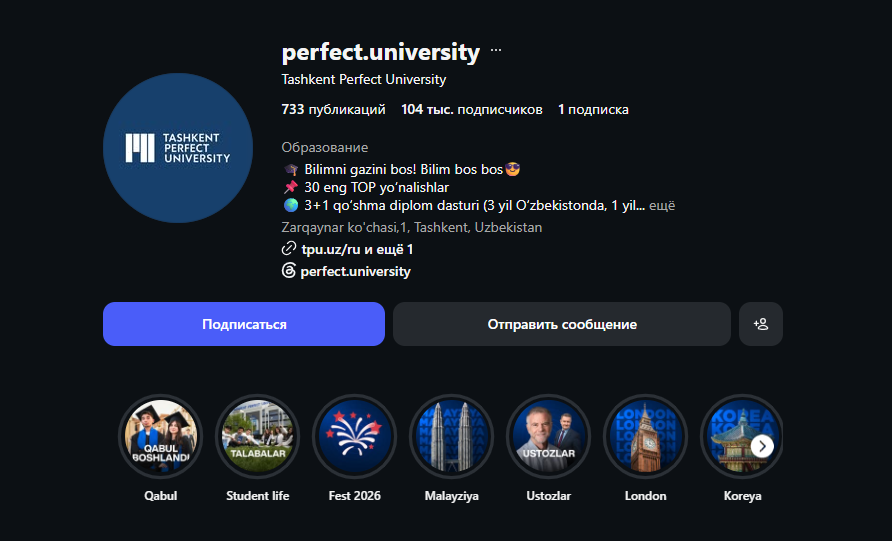 perfect.university ...
Tashkent Perfect University
733 публикаций 104 тыс. подписчиков 1 подписка
TASHKENT
PERFECT
UNIVERSITY
Образование
🎓 Bilimni gazini bos! Bilim bos bos😎
📌 30 eng TOP yo‘nalishlar
🌍 3+1 qo‘shma diplom dasturi (3 yil O‘zbekistonda, 1 yil... ещё
Zarqaynar ko'chasi,1, Tashkent, Uzbekistan
tpu.uz/ru и ещё 1
perfect.university
Подписаться
Отправить сообщение
QABUL
BOSHLANDI
TALABALAR
MALAYZIYA
USTOZLAR
LONDON
KOREYA
Qabul
Student life
Fest 2026
Malayziya
Ustozlar
London
Koreya